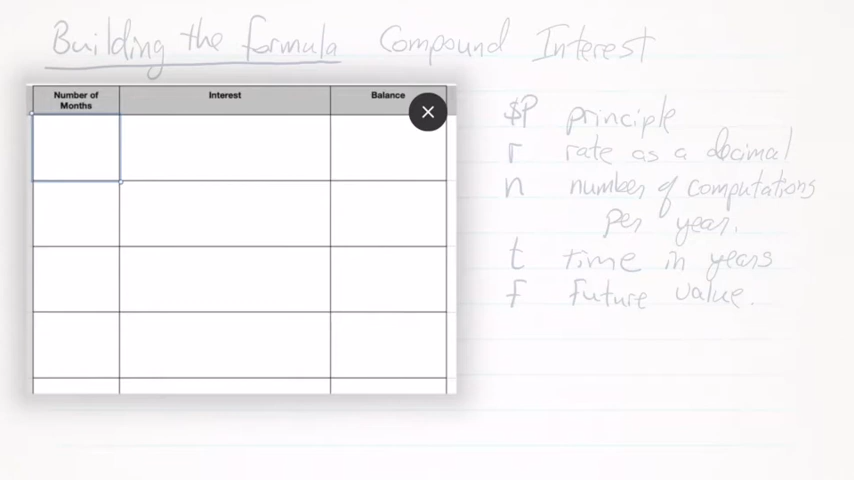 Building the formula Compound Interest
Number of
Months
Interest
Balance
$P principle
r rate as a decimal
n number of computations
per year.
t time in years
f future value.